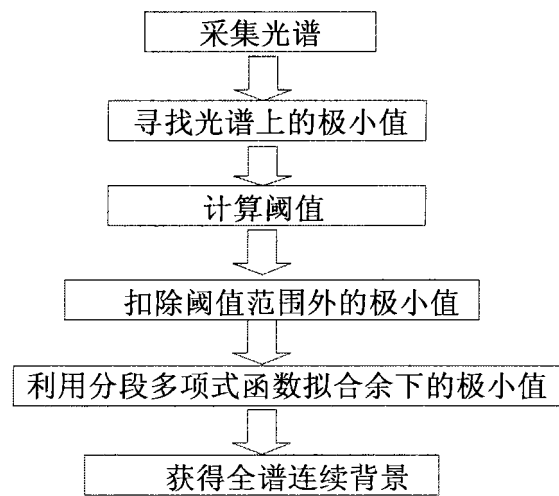 采集光谱
寻找光谱上的极小值
计算阈值
扣除阈值范围外的极小值
利用分段多项式函数拟合余下的极小值
获得全谱连续背景